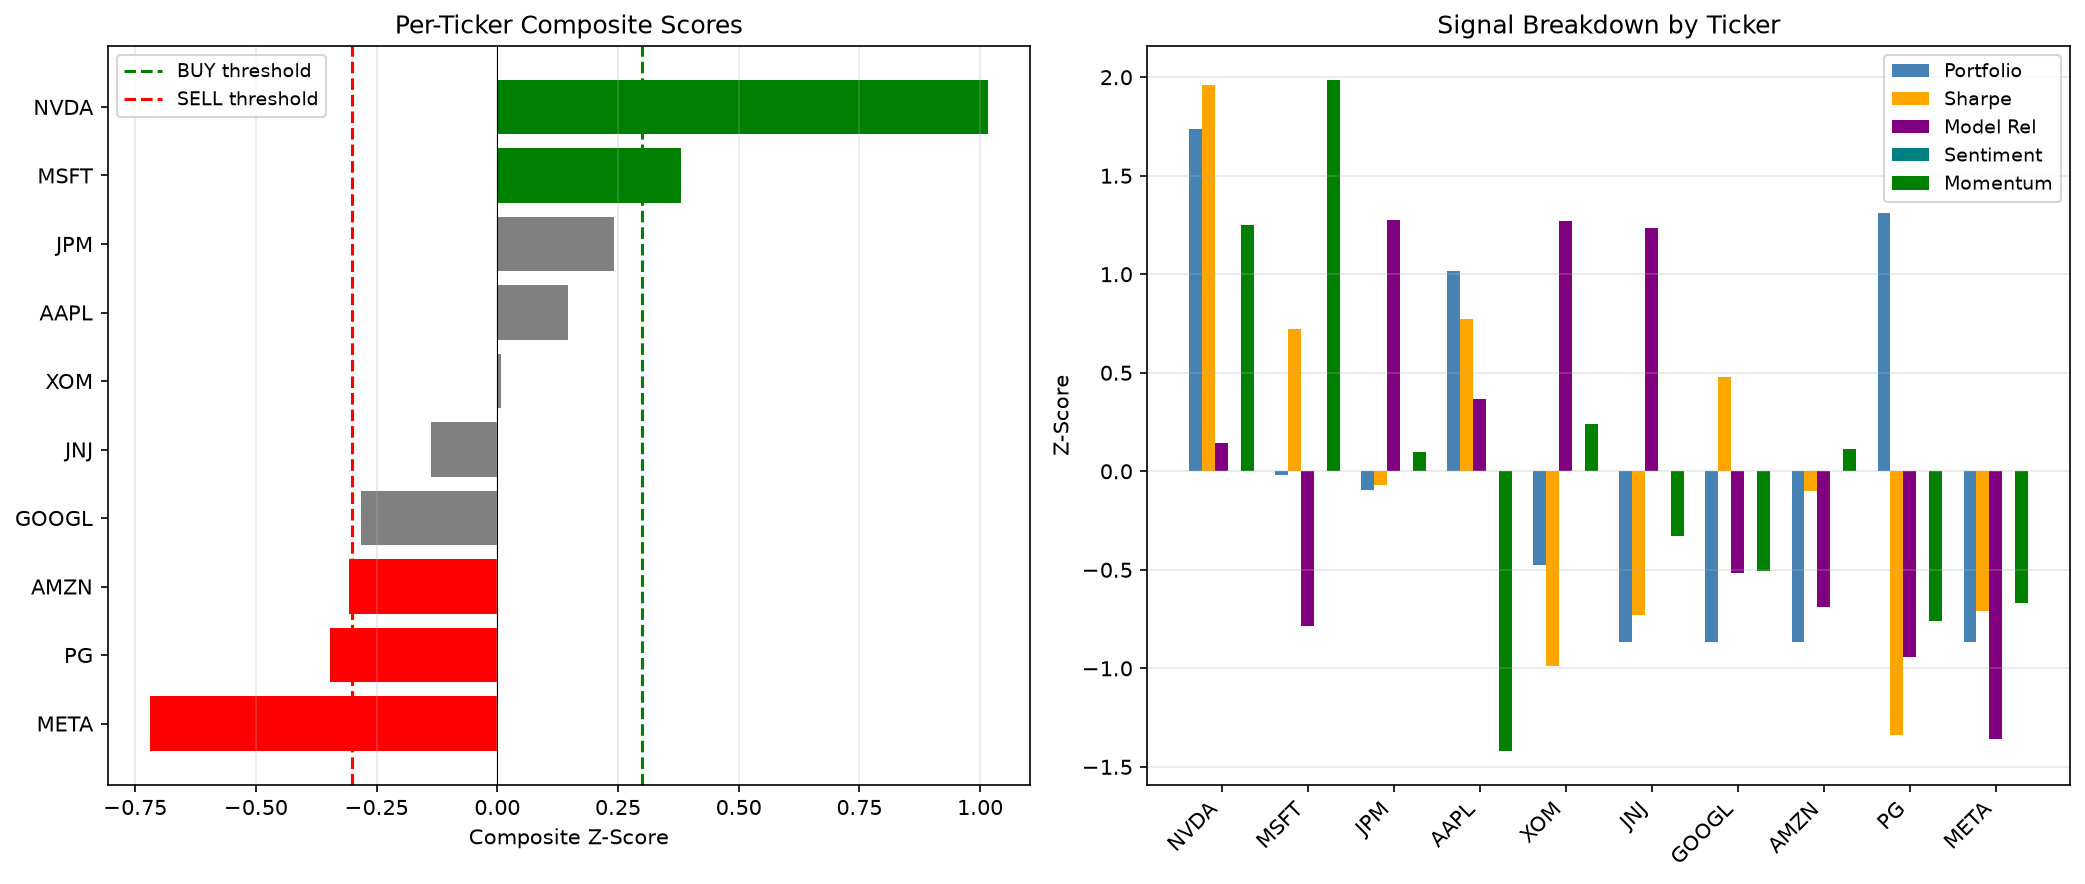 Per-Ticker Composite Scores
BUY threshold
SELL threshold
NVDA
MSFT
JPM
AAPL
XOM
JNJ
GOOGL
AMZN
PG
META
−0.75
−0.50
−0.25
0.00
0.25
0.50
0.75
1.00
Composite Z-Score
Signal Breakdown by Ticker
Portfolio
Sharpe
Model Rel
Sentiment
Momentum
Z-Score
2.0
1.5
1.0
0.5
0.0
−0.5
−1.0
−1.5
NVDA
MSFT
JPM
AAPL
XOM
JNJ
GOOGL
AMZN
PG
META